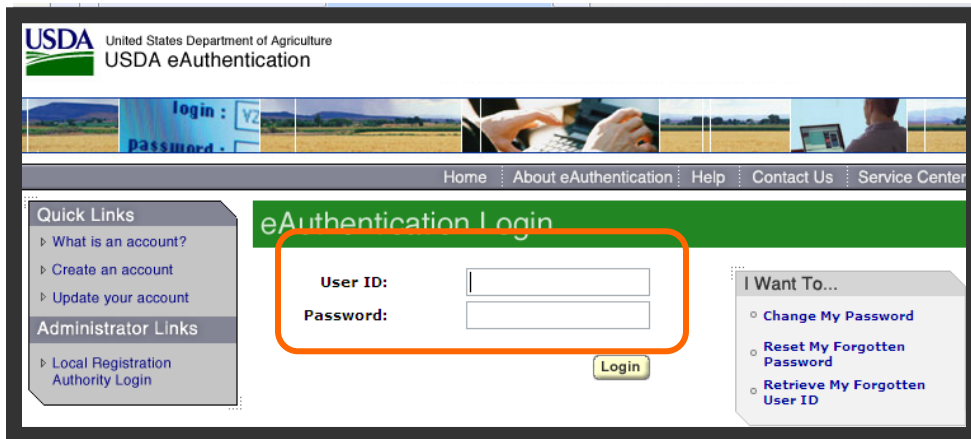 USDA
United States Department of Agriculture
USDA eAuthentication
login :
password :
Home
About eAuthentication
Help
Contact Us
Service Center
Quick Links
What is an account?
Create an account
Update your account
Administrator Links
Local Registration
Authority Login
eAuthentication Login
User ID:
Password:
Login
I Want To...
Change My Password
Reset My Forgotten
Password
Retrieve My Forgotten
User ID